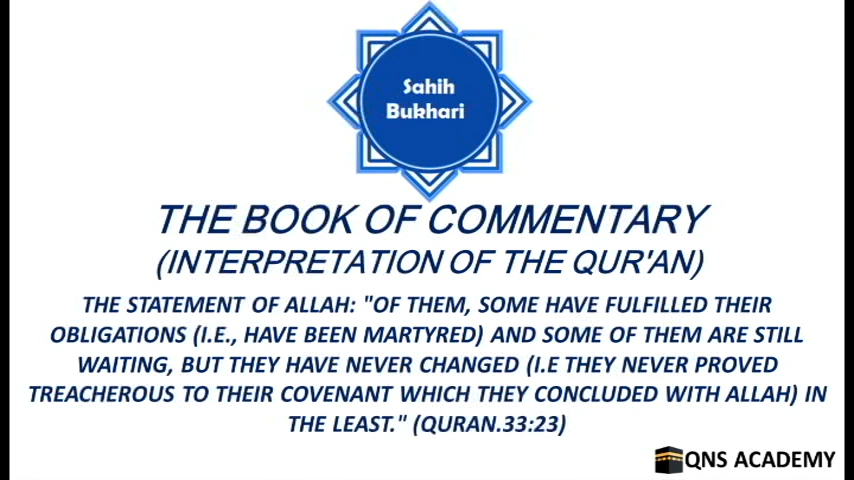 Sahih
Bukhari
THE BOOK OF COMMENTARY
(INTERPRETATION OF THE QUR'AN)
THE STATEMENT OF ALLAH: "OF THEM, SOME HAVE FULFILLED THEIR
OBLIGATIONS (I.E., HAVE BEEN MARTYRED) AND SOME OF THEM ARE STILL
WAITING, BUT THEY HAVE NEVER CHANGED (I.E THEY NEVER PROVED
TREACHEROUS TO THEIR COVENANT WHICH THEY CONCLUDED WITH ALLAH) IN
THE LEAST." (QURAN.33:23)
QNS ACADEMY